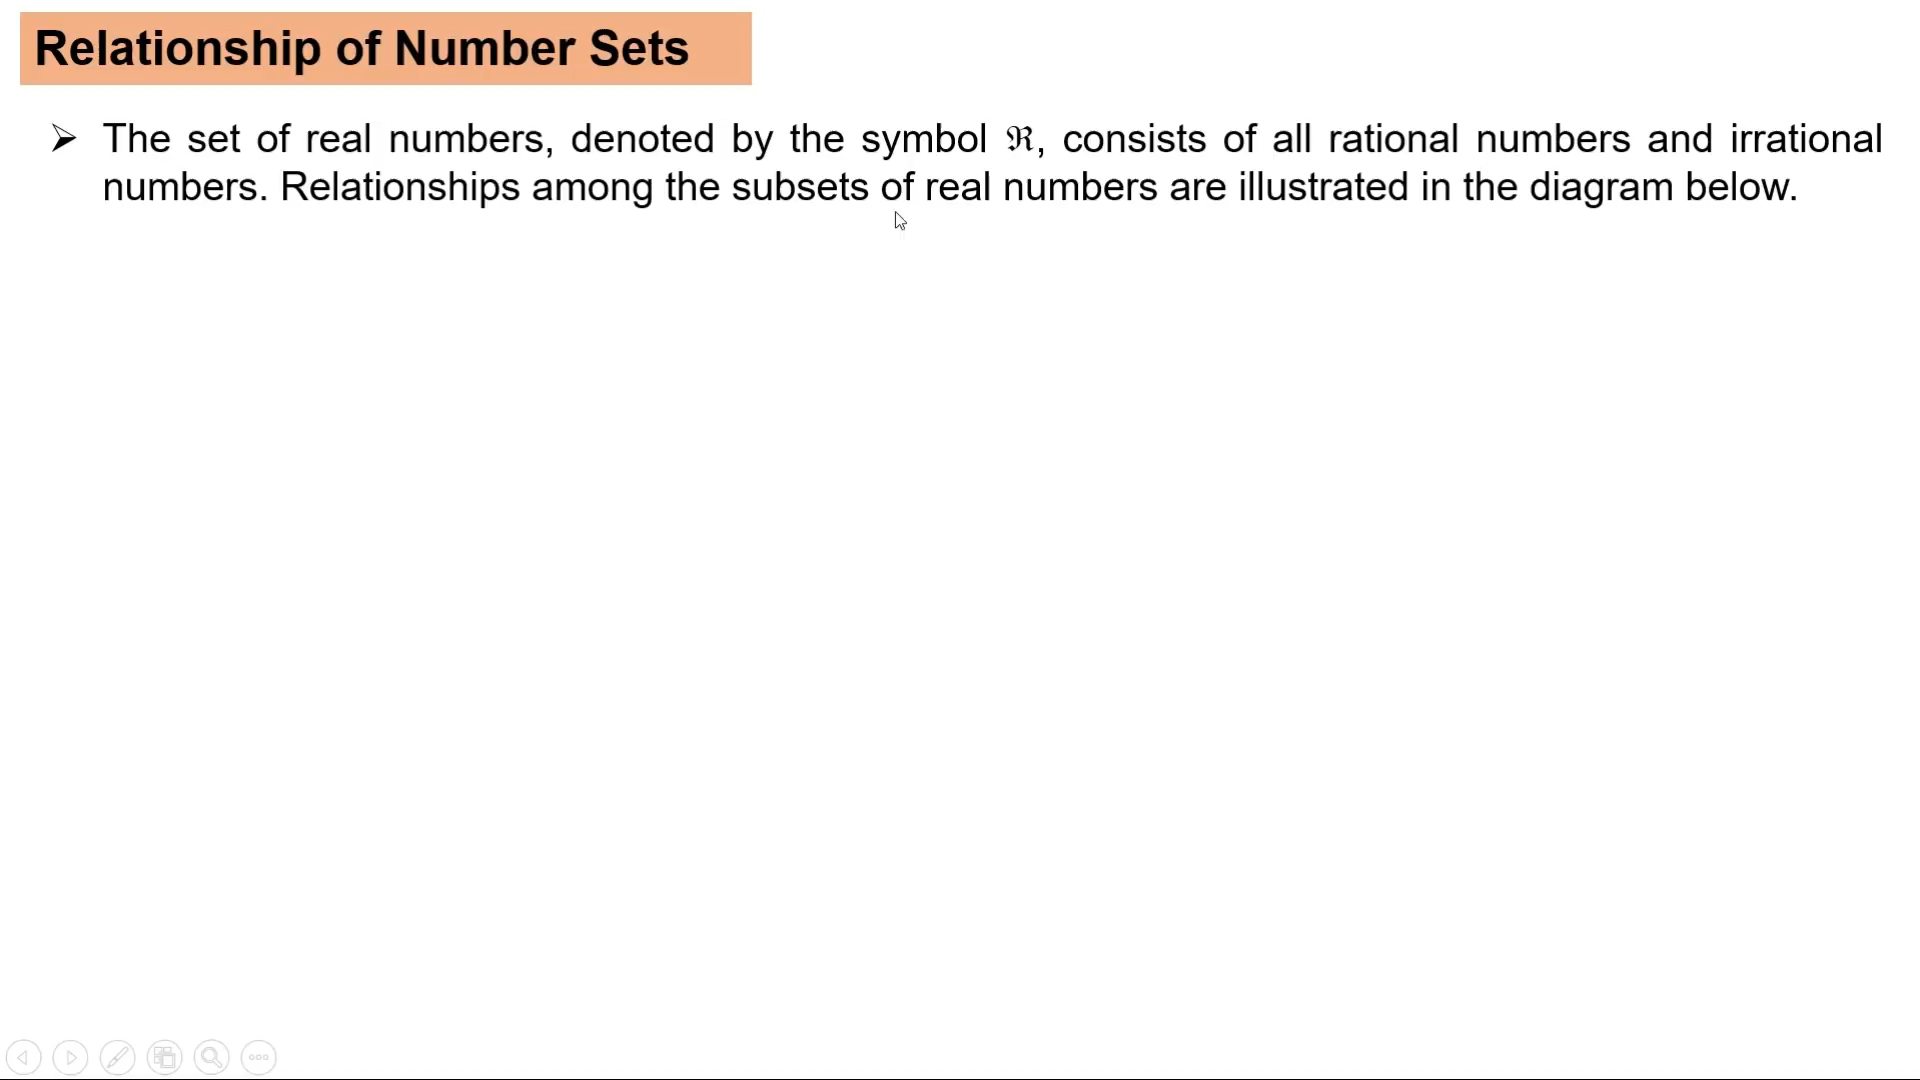 Relationship of Number Sets
➢ The set of real numbers, denoted by the symbol ℜ, consists of all rational numbers and irrational
numbers. Relationships among the subsets of real numbers are illustrated in the diagram below.